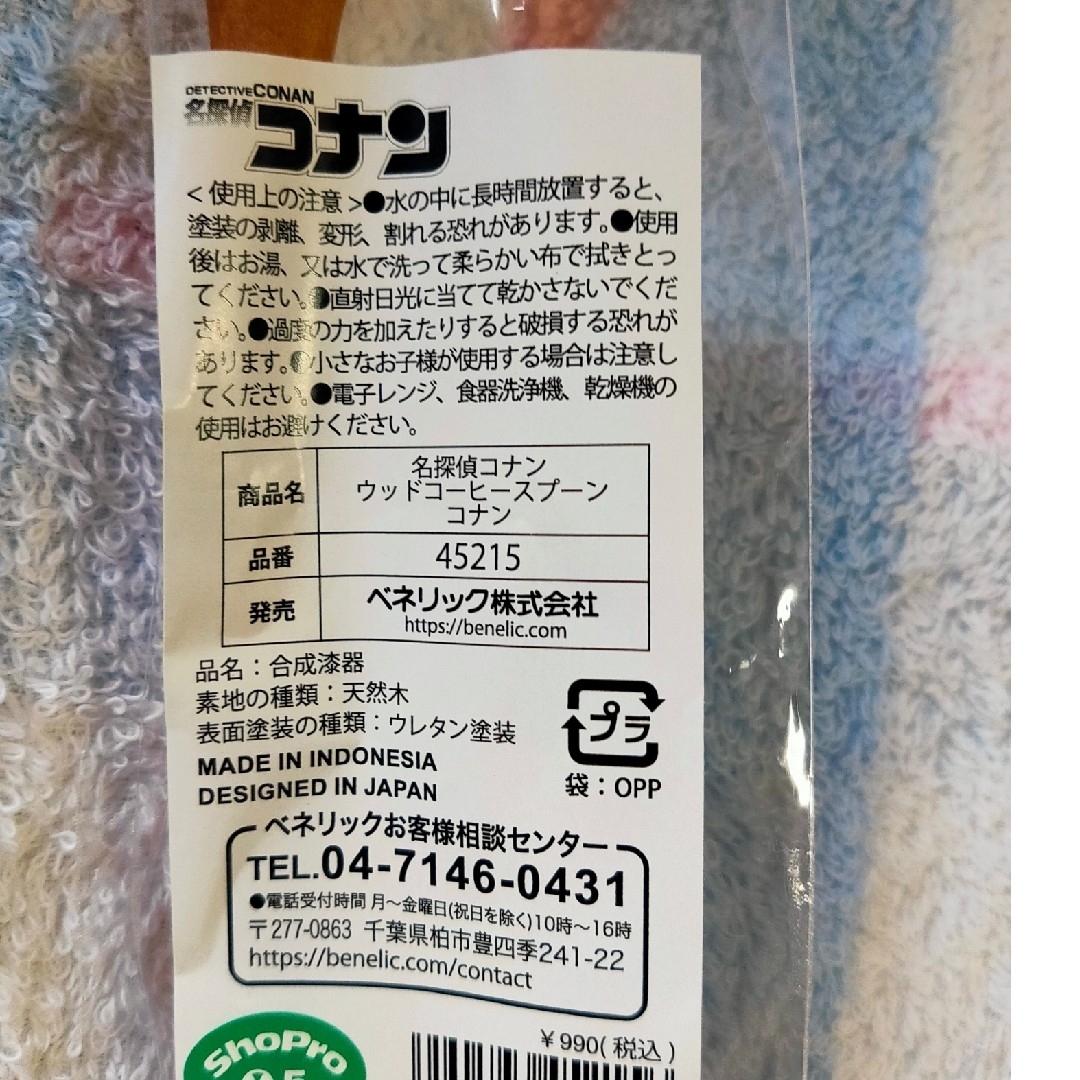 DETECTIVE CONAN
名探偵
コナン
< 使用上の注意 >●水の中に長時間放置すると、
塗装の剥離、変形、割れる恐れがあります。●使用
後はお湯、又は水で洗って柔らかい布で拭きとっ
てください。●直射日光に当てて乾かさないでくだ
さい。●過度の力を加えたりすると破損する恐れが
あります。●小さなお子様が使用する場合は注意し
てください。●電子レンジ、食器洗浄機、乾燥機の
使用はお避けください。
商品名
名探偵コナン
ウッドコーヒースプーン
コナン
品番 45215
発売 ベネリック株式会社
https://benelic.com
品名：合成漆器
素地の種類：天然木
表面塗装の種類：ウレタン塗装
MADE IN INDONESIA
DESIGNED IN JAPAN
プラ
袋：OPP
ベネリックお客様相談センター
TEL.04-7146-0431
●電話受付時間 月～金曜日(祝日を除く)10時～16時
〒277-0863 千葉県柏市豊四季241-22
https://benelic.com/contact
ShoPro
￥990(税込)